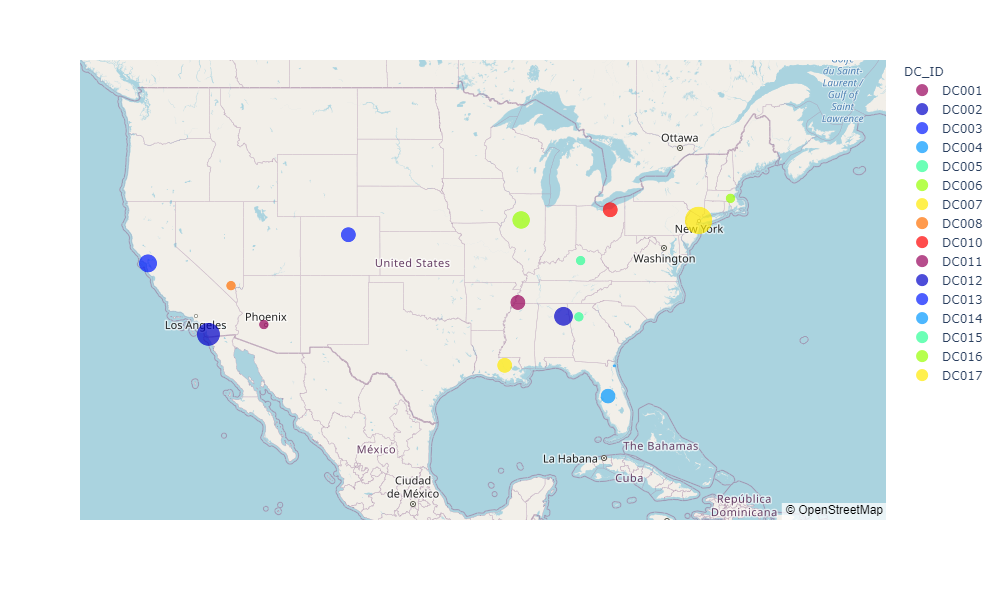 Golfe
du Saint-
Laurent /
Gulf of
Saint
Lawrence
Ottawa
New York
Washington
United States
Phoenix
Los Angeles
México
The Bahamas
La Habana
Cuba
Ciudad
de México
República
Dominicana
© OpenStreetMap
DC_ID
DC001
DC002
DC003
DC004
DC005
DC006
DC007
DC008
DC010
DC011
DC012
DC013
DC014
DC015
DC016
DC017